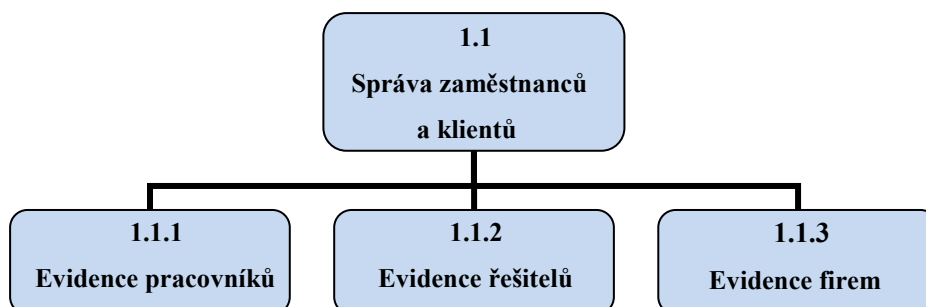 1.1
Správa zaměstnanců
a klientů
1.1.1
Evidence pracovníků
1.1.2
Evidence řešitelů
1.1.3
Evidence firem